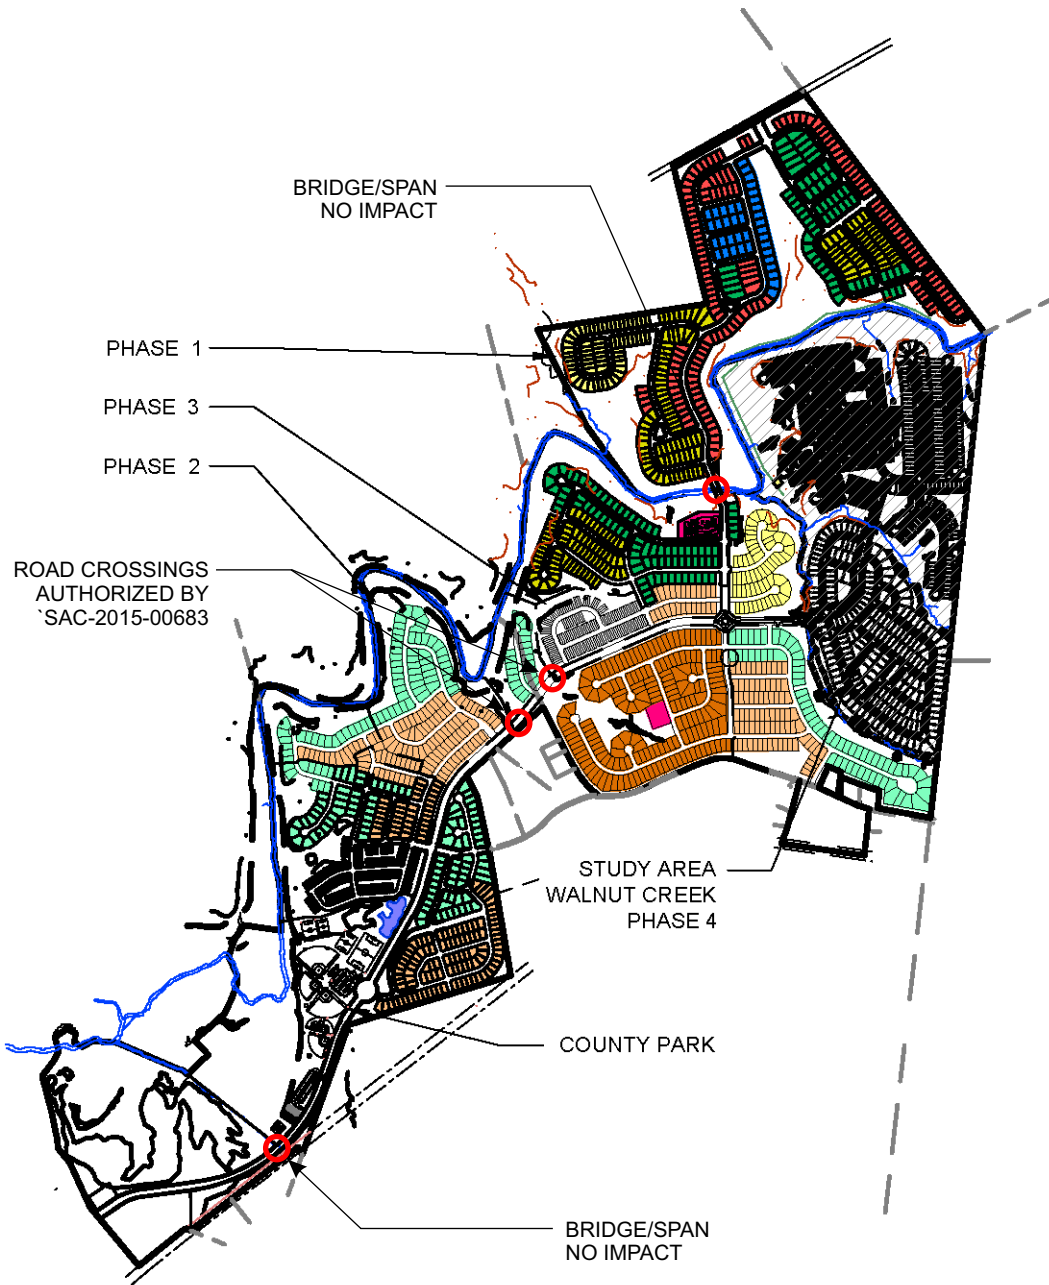 BRIDGE/SPAN
NO IMPACT
PHASE 1
PHASE 3
PHASE 2
ROAD CROSSINGS
AUTHORIZED BY
`SAC-2015-00683
STUDY AREA
WALNUT CREEK
PHASE 4
COUNTY PARK
BRIDGE/SPAN
NO IMPACT